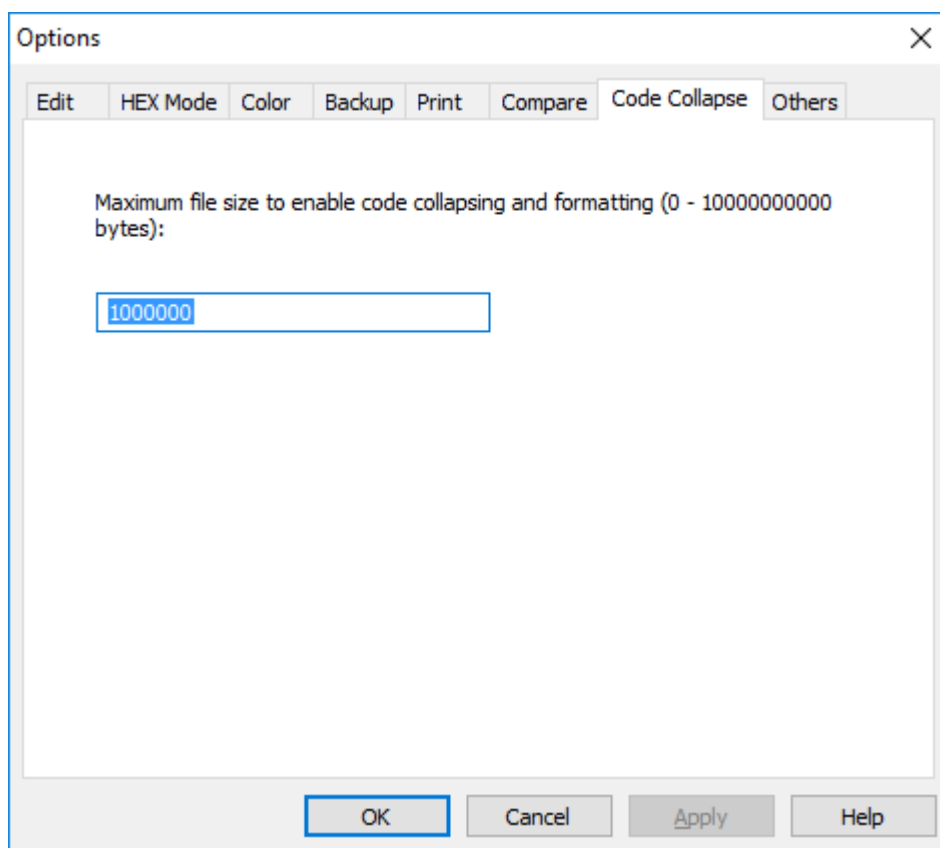 Options
Edit HEX Mode Color Backup Print Compare Code Collapse Others
Maximum file size to enable code collapsing and formatting (0 - 10000000000
bytes):
1000000
OK Cancel Apply Help